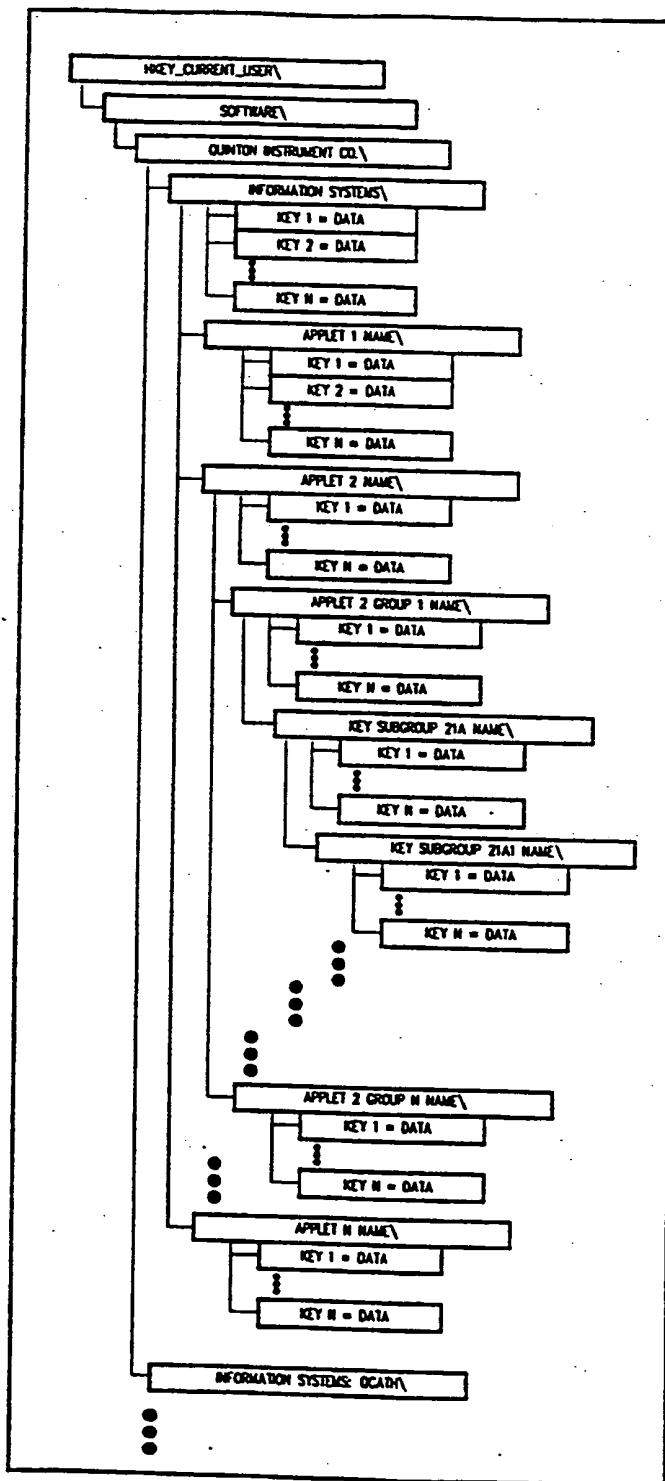 HKEY_CURRENT_USER\
SOFTWARE\
QUINTON INSTRUMENT CO.\
INFORMATION SYSTEMS\
KEY 1 = DATA
KEY 2 = DATA
KEY N = DATA
APPLET 1 NAME\
KEY 1 = DATA
KEY 2 = DATA
KEY N = DATA
APPLET 2 NAME\
KEY 1 = DATA
KEY N = DATA
APPLET 2 GROUP 1 NAME\
KEY 1 = DATA
KEY N = DATA
KEY SUBGROUP 21A NAME\
KEY 1 = DATA
KEY N = DATA
KEY SUBGROUP 21A1 NAME\
KEY 1 = DATA
KEY N = DATA
APPLET 2 GROUP N NAME\
KEY 1 = DATA
KEY N = DATA
APPLET N NAME\
KEY 1 = DATA
KEY N = DATA
INFORMATION SYSTEMS: QCATH\